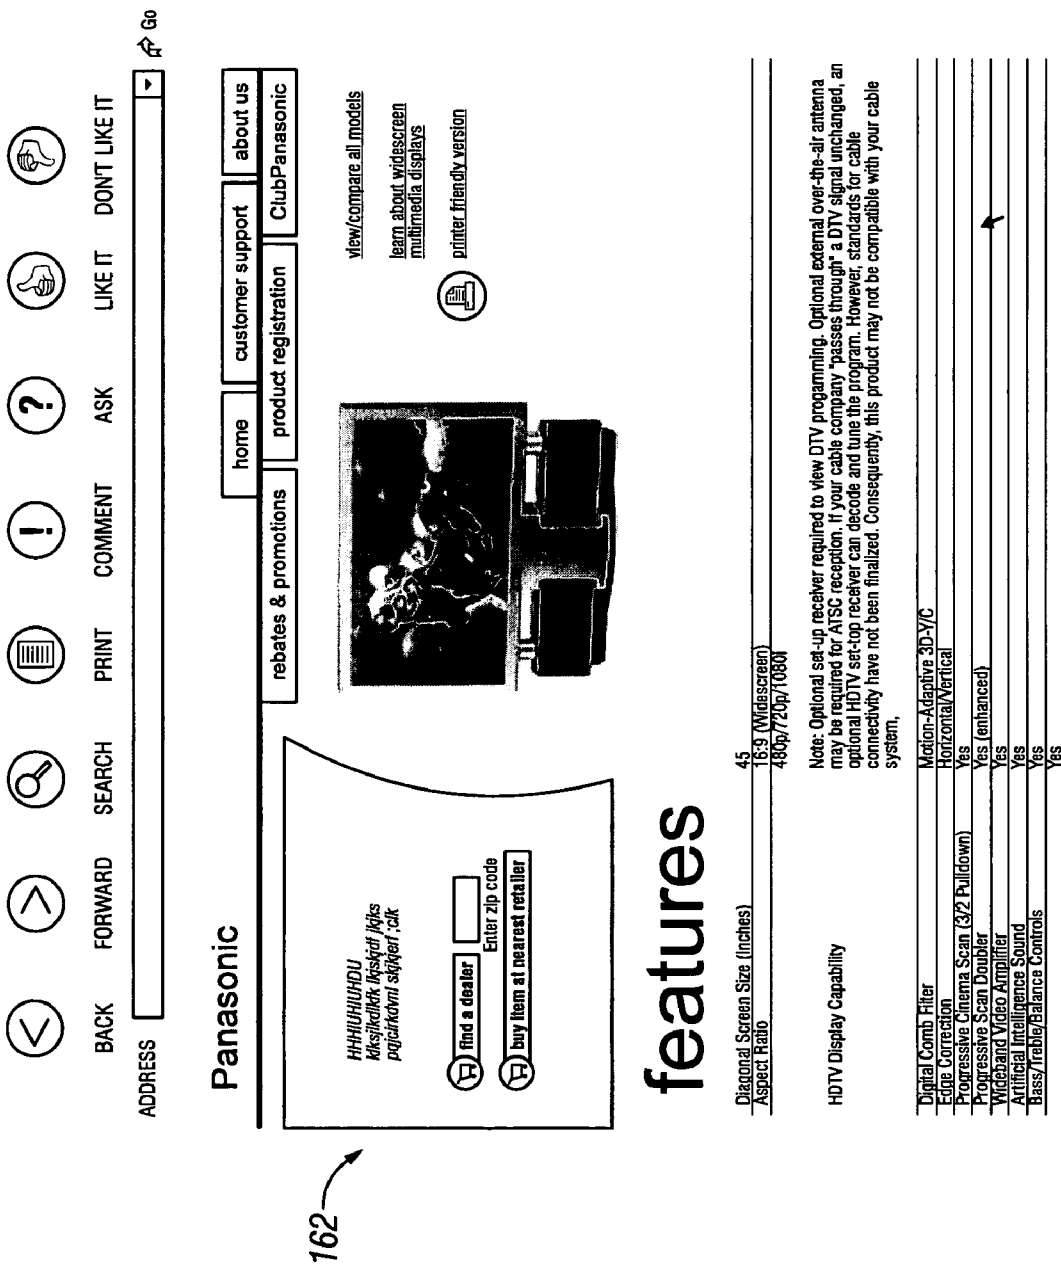 BACK FORWARD SEARCH PRINT COMMENT ASK LIKE IT DON'T LIKE IT
ADDRESS Go
Panasonic
home customer support about us
rebates & promotions product registration ClubPanasonic
HHHIUHIUHDU
find a dealer
Enter zip code
buy item at nearest retailer
view/compare all models
learn about widescreen
multimedia displays
printer friendly version
162
features
Diagonal Screen Size (Inches) 45
Aspect Ratio 16:9 (Widescreen)
480p/720p/1080i
HDTV Display Capability
Note: Optional set-up receiver required to view DTV progamming. Optional external over-the-air antenna
may be required for ATSC reception. If your cable company "passes through" a DTV signal unchanged, an
optional HDTV set-top receiver can decode and tune the program. However, standards for cable
connectivity have not been finalized. Consequently, this product may not be compatible with your cable
system,
Digital Comb Filter Motion-Adaptive 3D-Y/C
Edge Correction Horizontal/Vertical
Progressive Cinema Scan (3/2 Pulldown) Yes
Progressive Scan Doubler Yes (enhanced)
Wideband Video Amplifier Yes
Artificial Intelligence Sound Yes
Bass/Treble/Balance Controls Yes
Yes